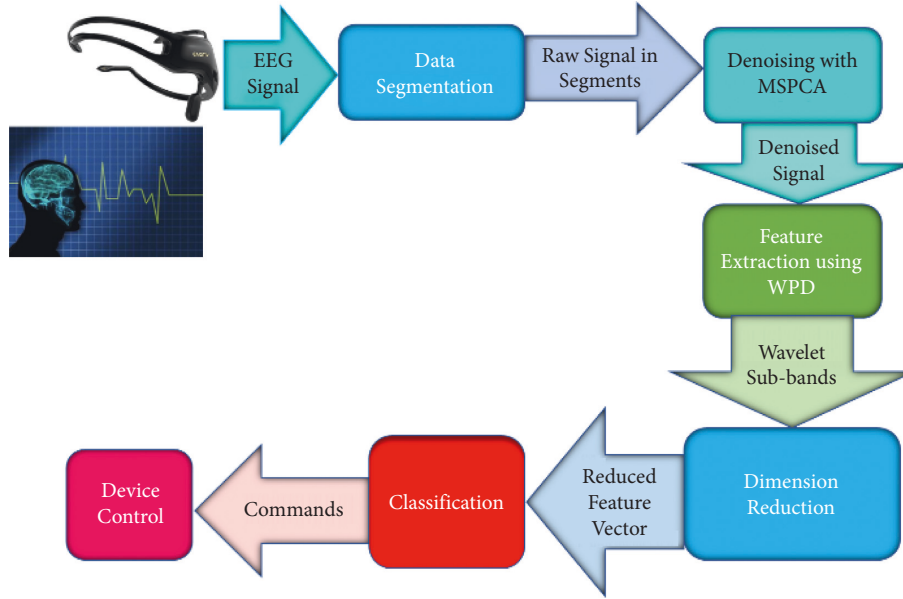 EEG
Signal
Data
Segmentation
Raw Signal in
Segments
Denoising with
MSPCA
Denoised
Signal
Feature
Extraction using
WPD
Wavelet
Sub-bands
Dimension
Reduction
Reduced
Feature
Vector
Classification
Commands
Device
Control